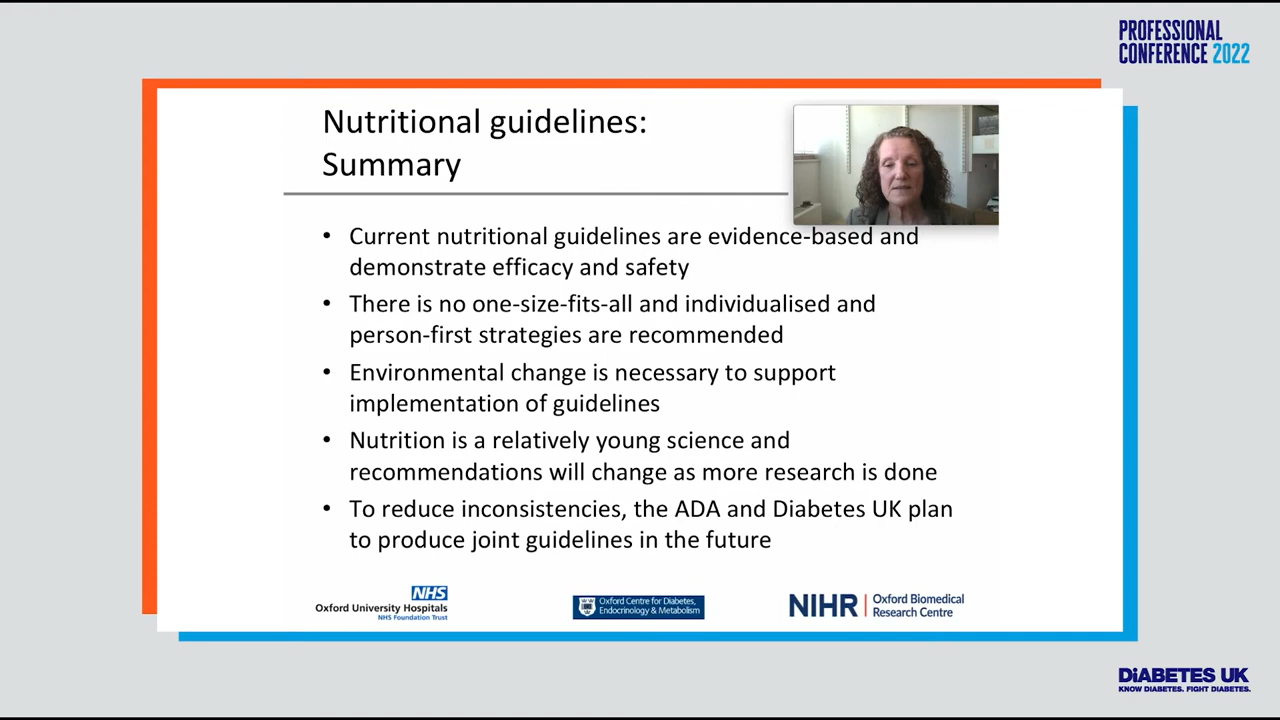 PROFESSIONAL
CONFERENCE 2022
Nutritional guidelines:
Summary
• Current nutritional guidelines are evidence-based and
demonstrate efficacy and safety
• There is no one-size-fits-all and individualised and
person-first strategies are recommended
• Environmental change is necessary to support
implementation of guidelines
• Nutrition is a relatively young science and
recommendations will change as more research is done
• To reduce inconsistencies, the ADA and Diabetes UK plan
to produce joint guidelines in the future
NHS
Oxford University Hospitals
NHS Foundation Trust
Oxford Centre for Diabetes,
Endocrinology & Metabolism
NIHR | Oxford Biomedical
Research Centre
DiABETES UK
KNOW DIABETES. FIGHT DIABETES.